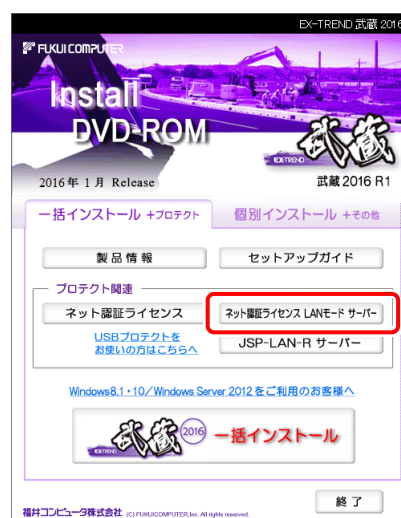 EX-TREND 武蔵 2016
FUKUI COMPUTER
Install
DVD-ROM
EX-TREND 武蔵
2016年 1月 Release
武蔵 2016 R1
一括インストール +プロテクト
個別インストール +その他
製品情報
セットアップガイド
プロテクト関連
ネット認証ライセンス
ネット認証ライセンス LANモード サーバー
USBプロテクトを
お使いの方はこちらへ
JSP-LAN-R サーバー
Windows8.1・10／Windows Server 2012 をご利用のお客様へ
EX-TREND 武蔵 2016 一括インストール
終了
福井コンピュータ株式会社 (C) FUKUICOMPUTER, Inc. All rights reserved.